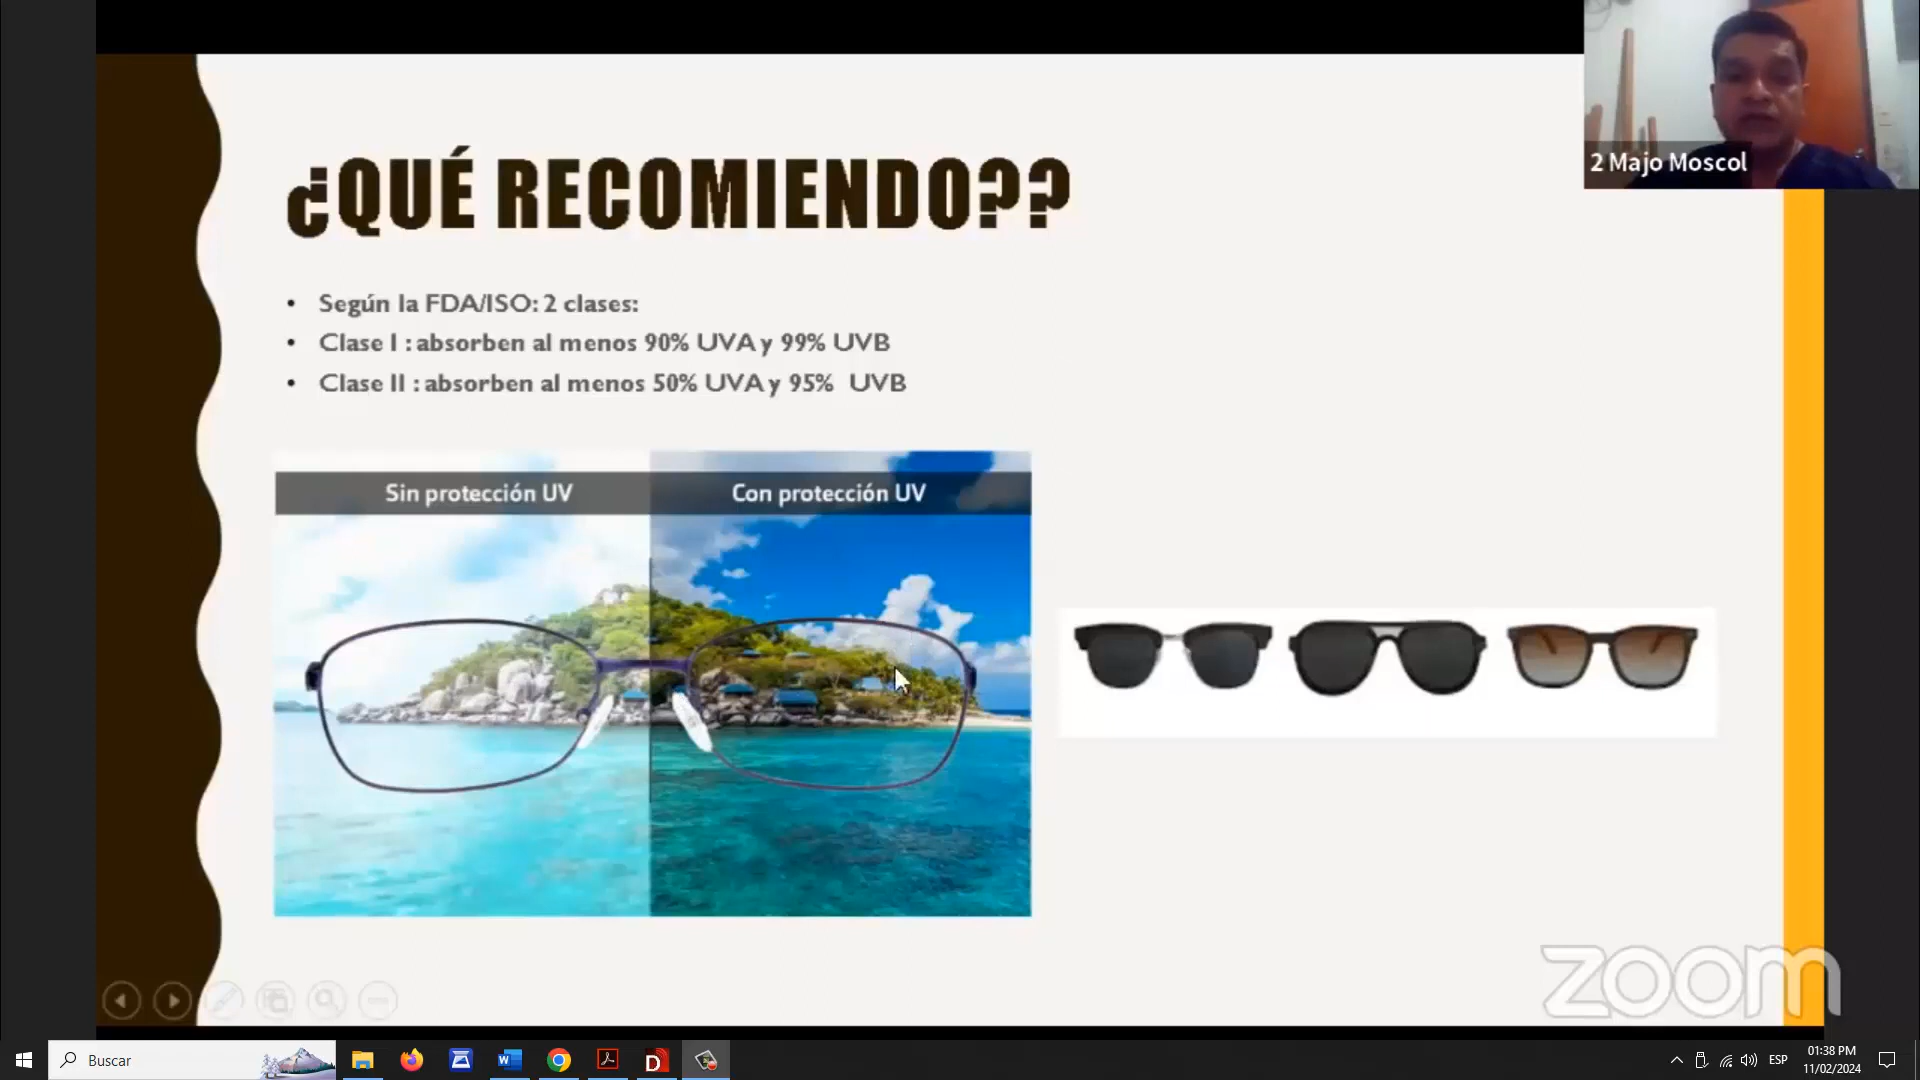 ¿QUÉ RECOMIENDO??
2 Majo Moscol
• Según la FDA/ISO: 2 clases:
• Clase I : absorben al menos 90% UVA y 99% UVB
• Clase II : absorben al menos 50% UVA y 95% UVB
Sin protección UV
Con protección UV
zoom
Buscar
ESP
01:38 PM
11/02/2024